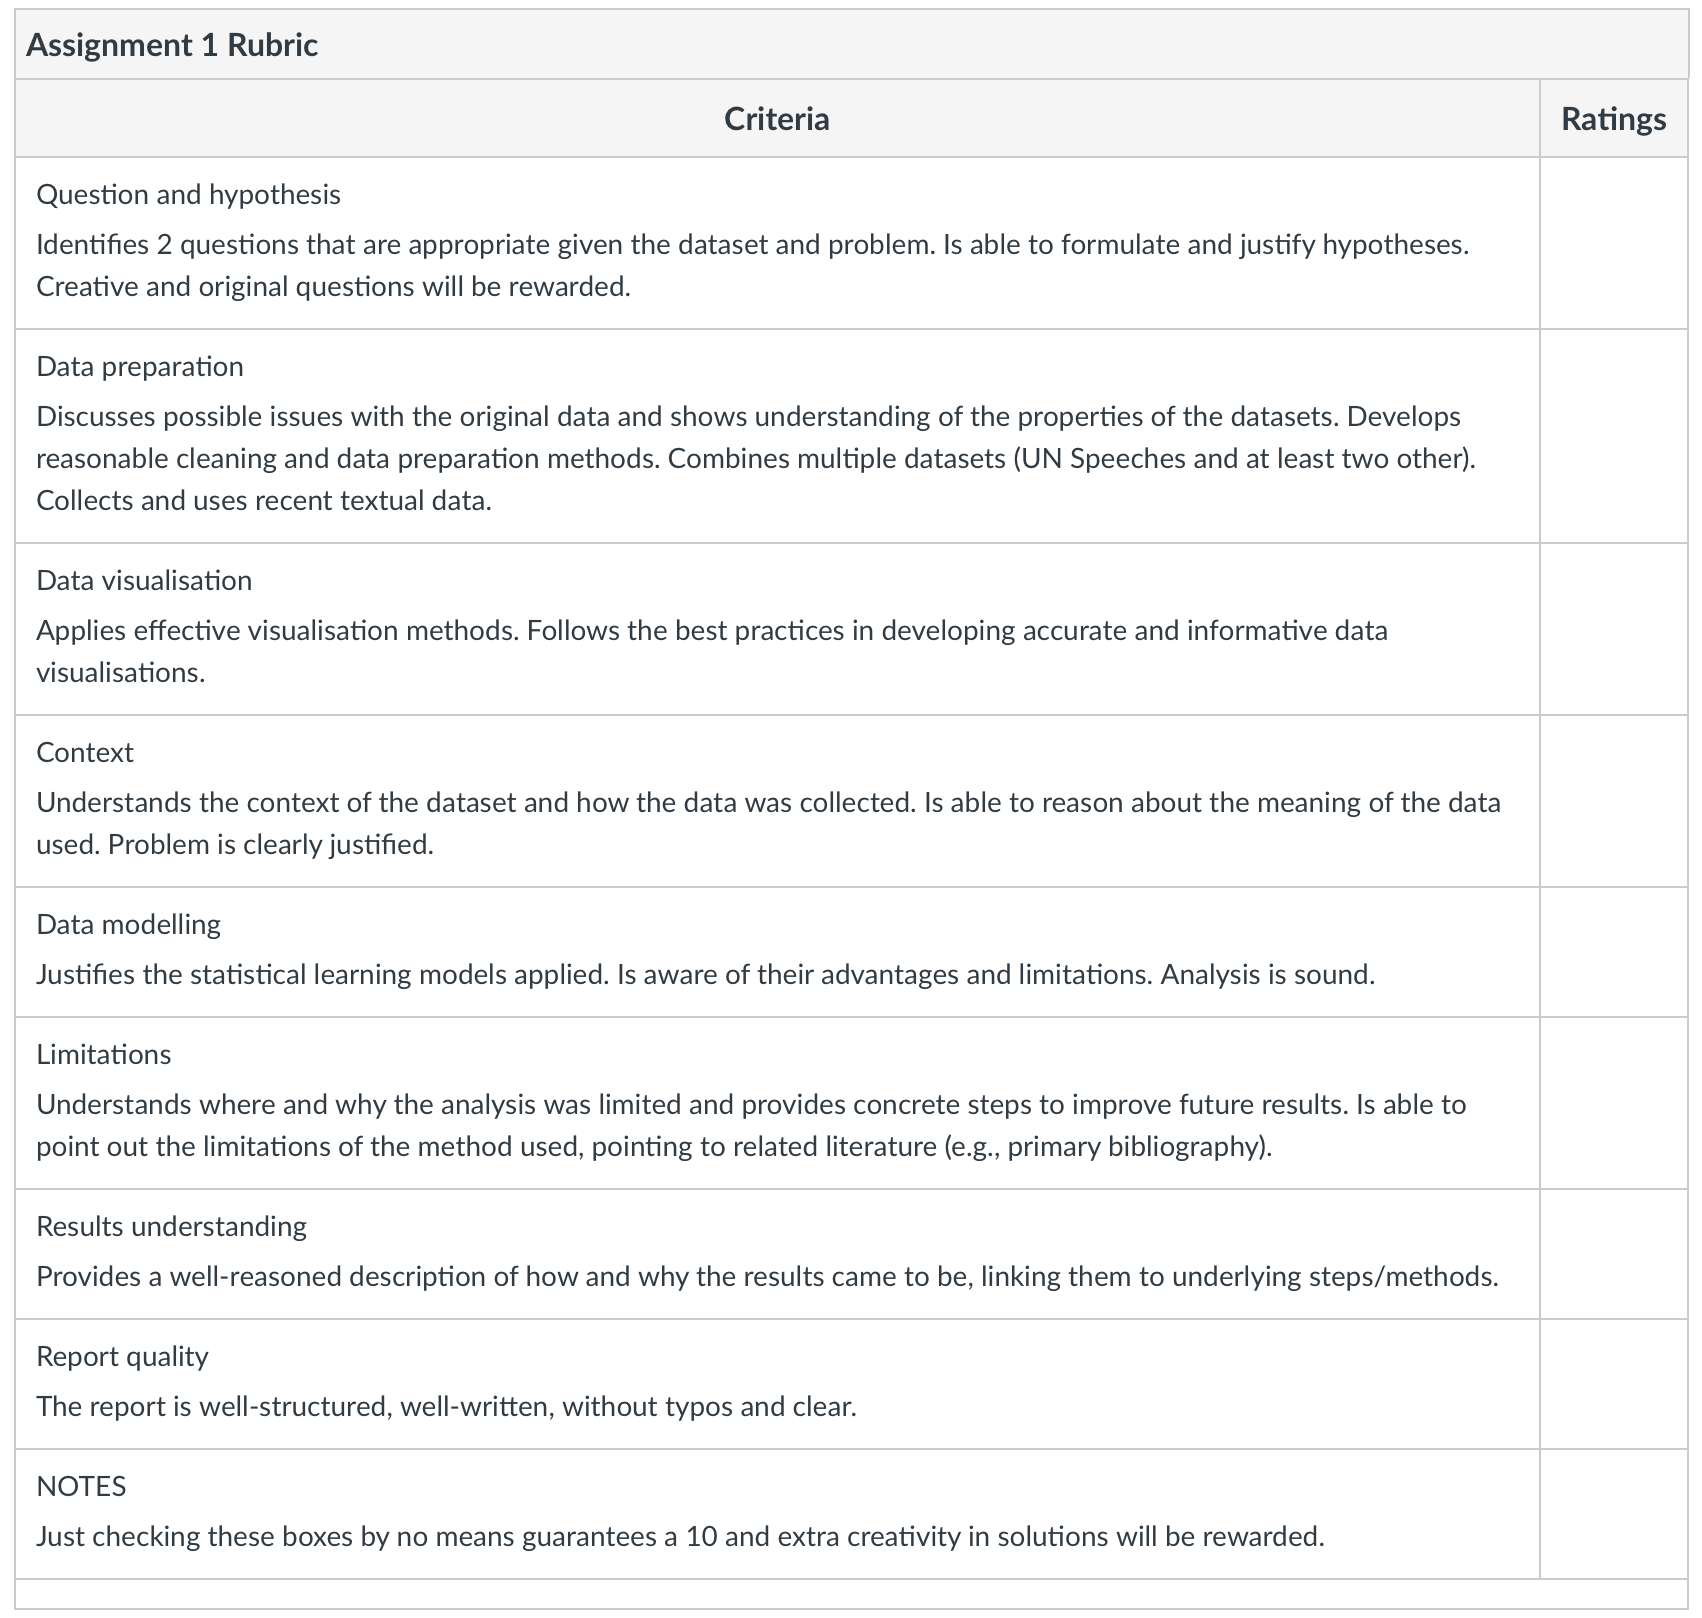 Assignment 1 Rubric
Criteria
Ratings
Question and hypothesis
Identifies 2 questions that are appropriate given the dataset and problem. Is able to formulate and justify hypotheses.
Creative and original questions will be rewarded.
Data preparation
Discusses possible issues with the original data and shows understanding of the properties of the datasets. Develops
reasonable cleaning and data preparation methods. Combines multiple datasets (UN Speeches and at least two other).
Collects and uses recent textual data.
Data visualisation
Applies effective visualisation methods. Follows the best practices in developing accurate and informative data
visualisations.
Context
Understands the context of the dataset and how the data was collected. Is able to reason about the meaning of the data
used. Problem is clearly justified.
Data modelling
Justifies the statistical learning models applied. Is aware of their advantages and limitations. Analysis is sound.
Limitations
Understands where and why the analysis was limited and provides concrete steps to improve future results. Is able to
point out the limitations of the method used, pointing to related literature (e.g., primary bibliography).
Results understanding
Provides a well-reasoned description of how and why the results came to be, linking them to underlying steps/methods.
Report quality
The report is well-structured, well-written, without typos and clear.
NOTES
Just checking these boxes by no means guarantees a 10 and extra creativity in solutions will be rewarded.